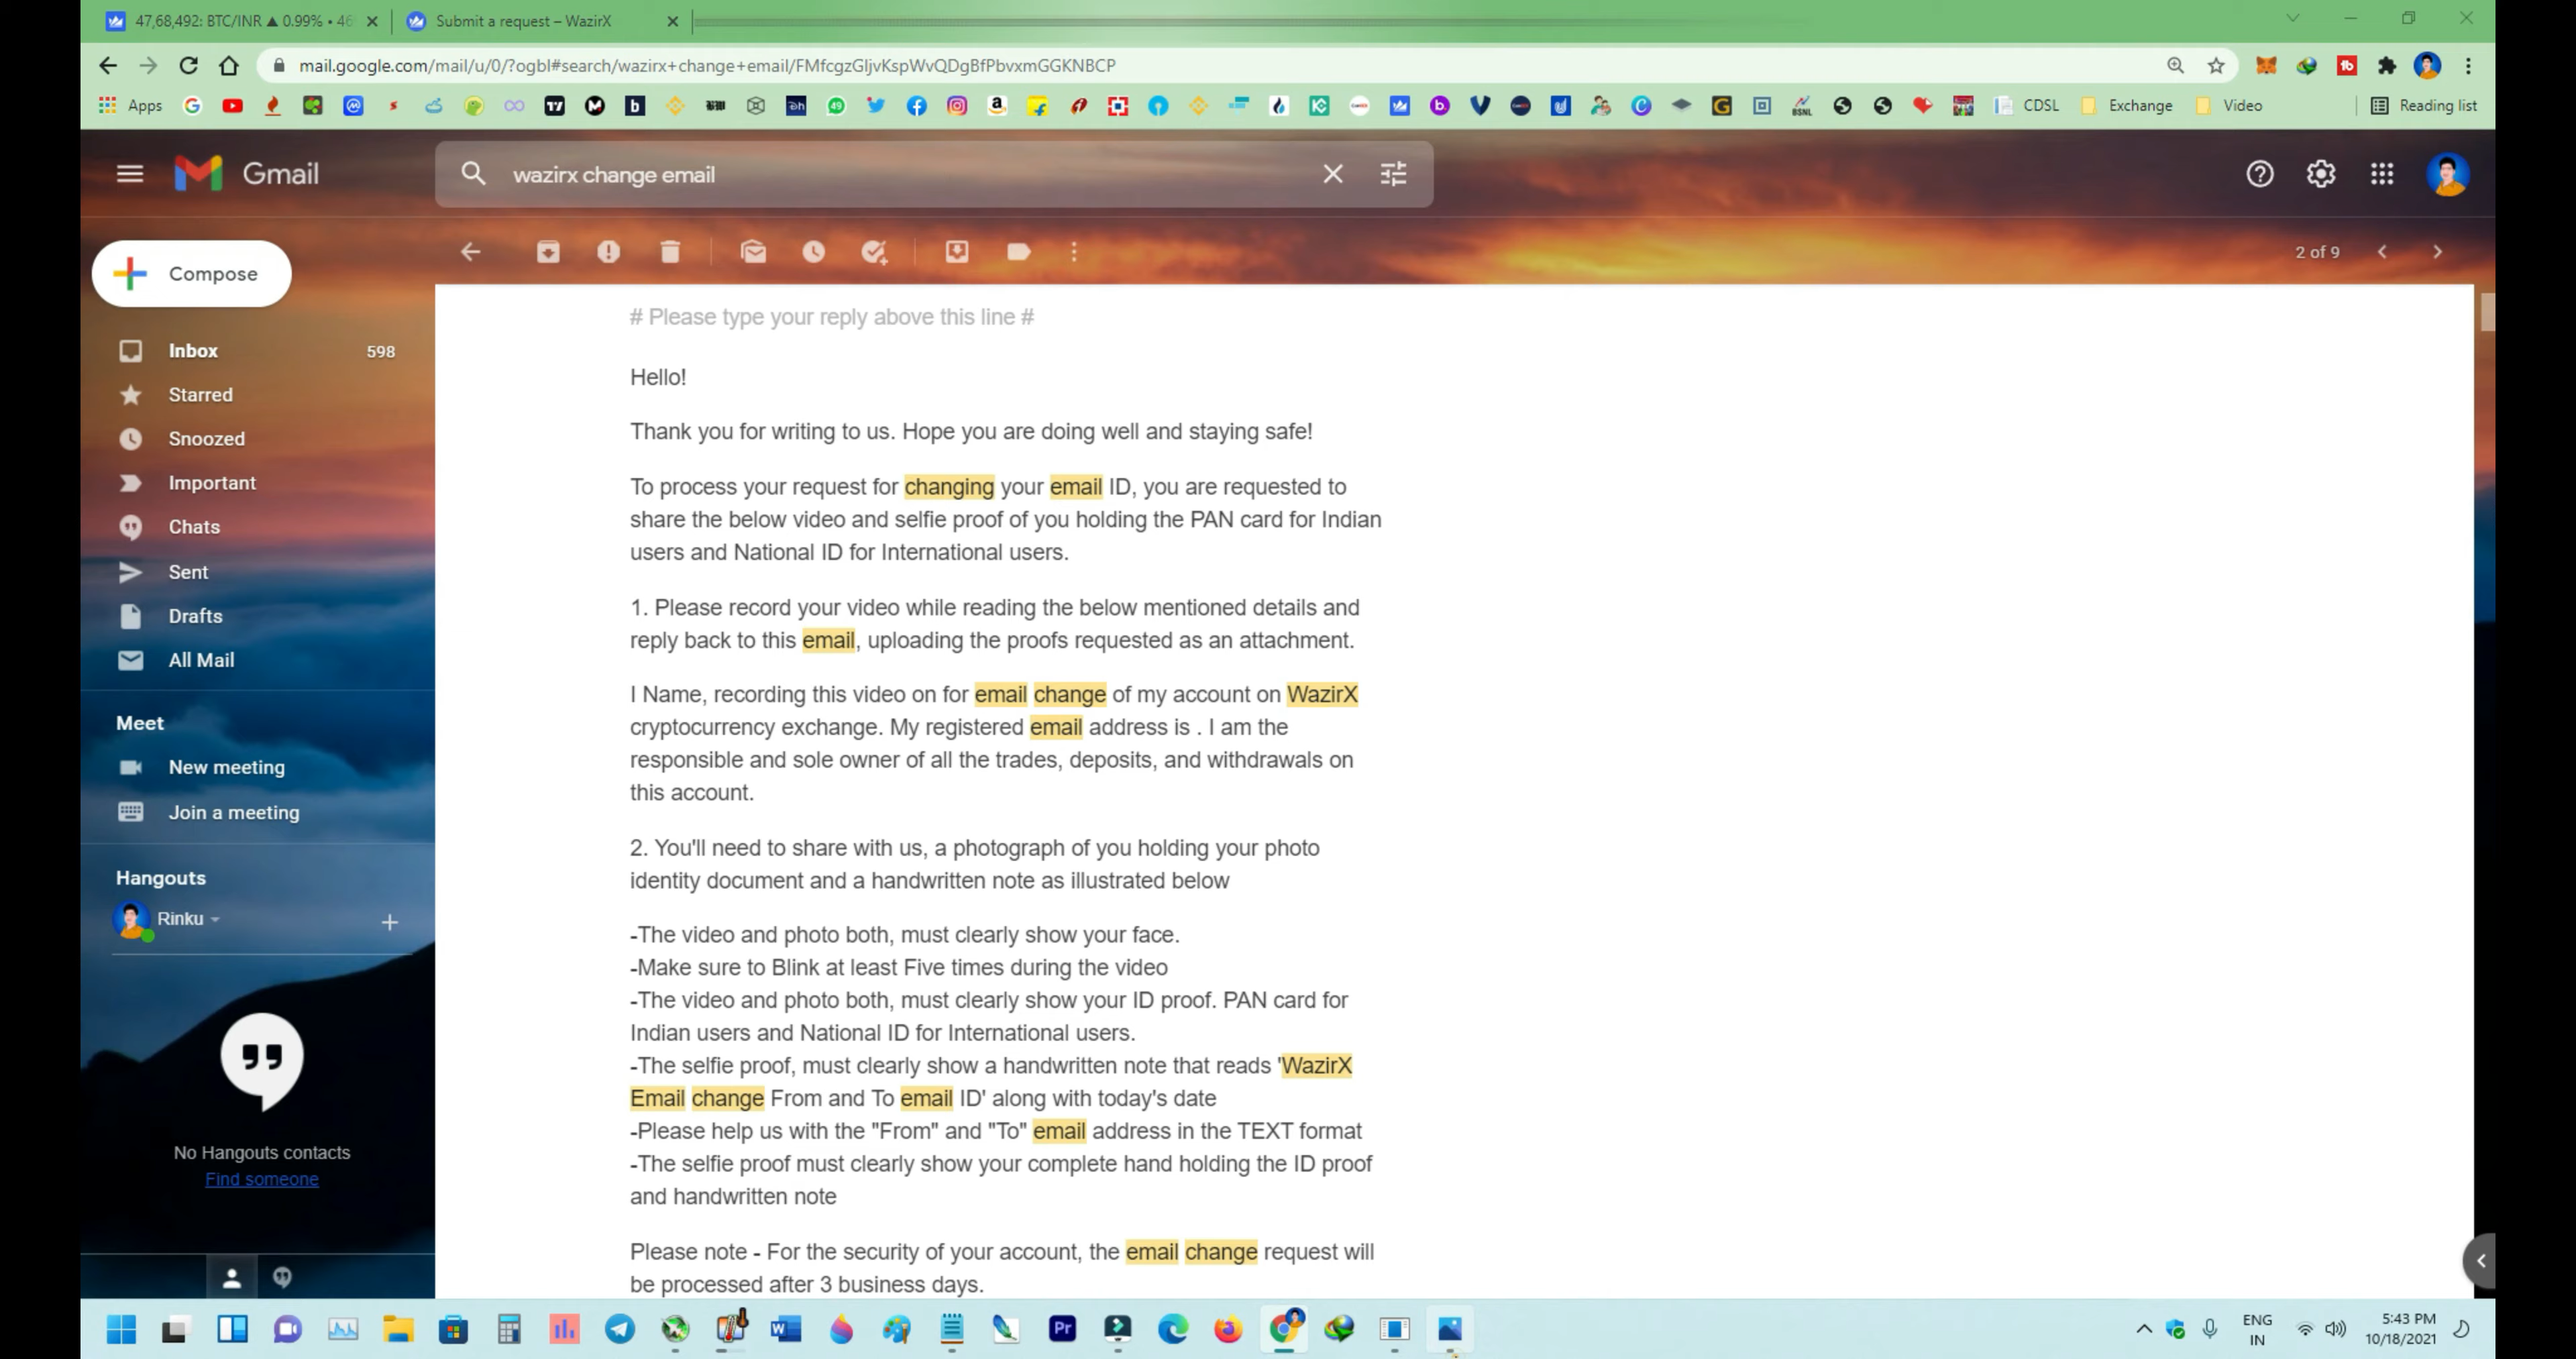 47,68,492: BTC/INR ▲ 0.99% • 46
Submit a request – WazirX
mail.google.com/mail/u/0/?ogbl#search/wazirx+change+email/FMfcgzGljvKspWvQDgBfPbvxmGGKNBCP
Apps
CDSL
Exchange
Video
Reading list
Gmail
wazirx change email
Compose
2 of 9
Inbox 598
Starred
Snoozed
Important
Chats
Sent
Drafts
All Mail
Meet
New meeting
Join a meeting
Hangouts
Rinku
No Hangouts contacts
Find someone
# Please type your reply above this line #
Hello!
Thank you for writing to us. Hope you are doing well and staying safe!
To process your request for changing your email ID, you are requested to
share the below video and selfie proof of you holding the PAN card for Indian
users and National ID for International users.
1. Please record your video while reading the below mentioned details and
reply back to this email, uploading the proofs requested as an attachment.
I Name, recording this video on for email change of my account on WazirX
cryptocurrency exchange. My registered email address is . I am the
responsible and sole owner of all the trades, deposits, and withdrawals on
this account.
2. You'll need to share with us, a photograph of you holding your photo
identity document and a handwritten note as illustrated below
-The video and photo both, must clearly show your face.
-Make sure to Blink at least Five times during the video
-The video and photo both, must clearly show your ID proof. PAN card for
Indian users and National ID for International users.
-The selfie proof, must clearly show a handwritten note that reads 'WazirX
Email change From and To email ID' along with today's date
-Please help us with the "From" and "To" email address in the TEXT format
-The selfie proof must clearly show your complete hand holding the ID proof
and handwritten note
Please note - For the security of your account, the email change request will
be processed after 3 business days.
ENG
IN
5:43 PM
10/18/2021